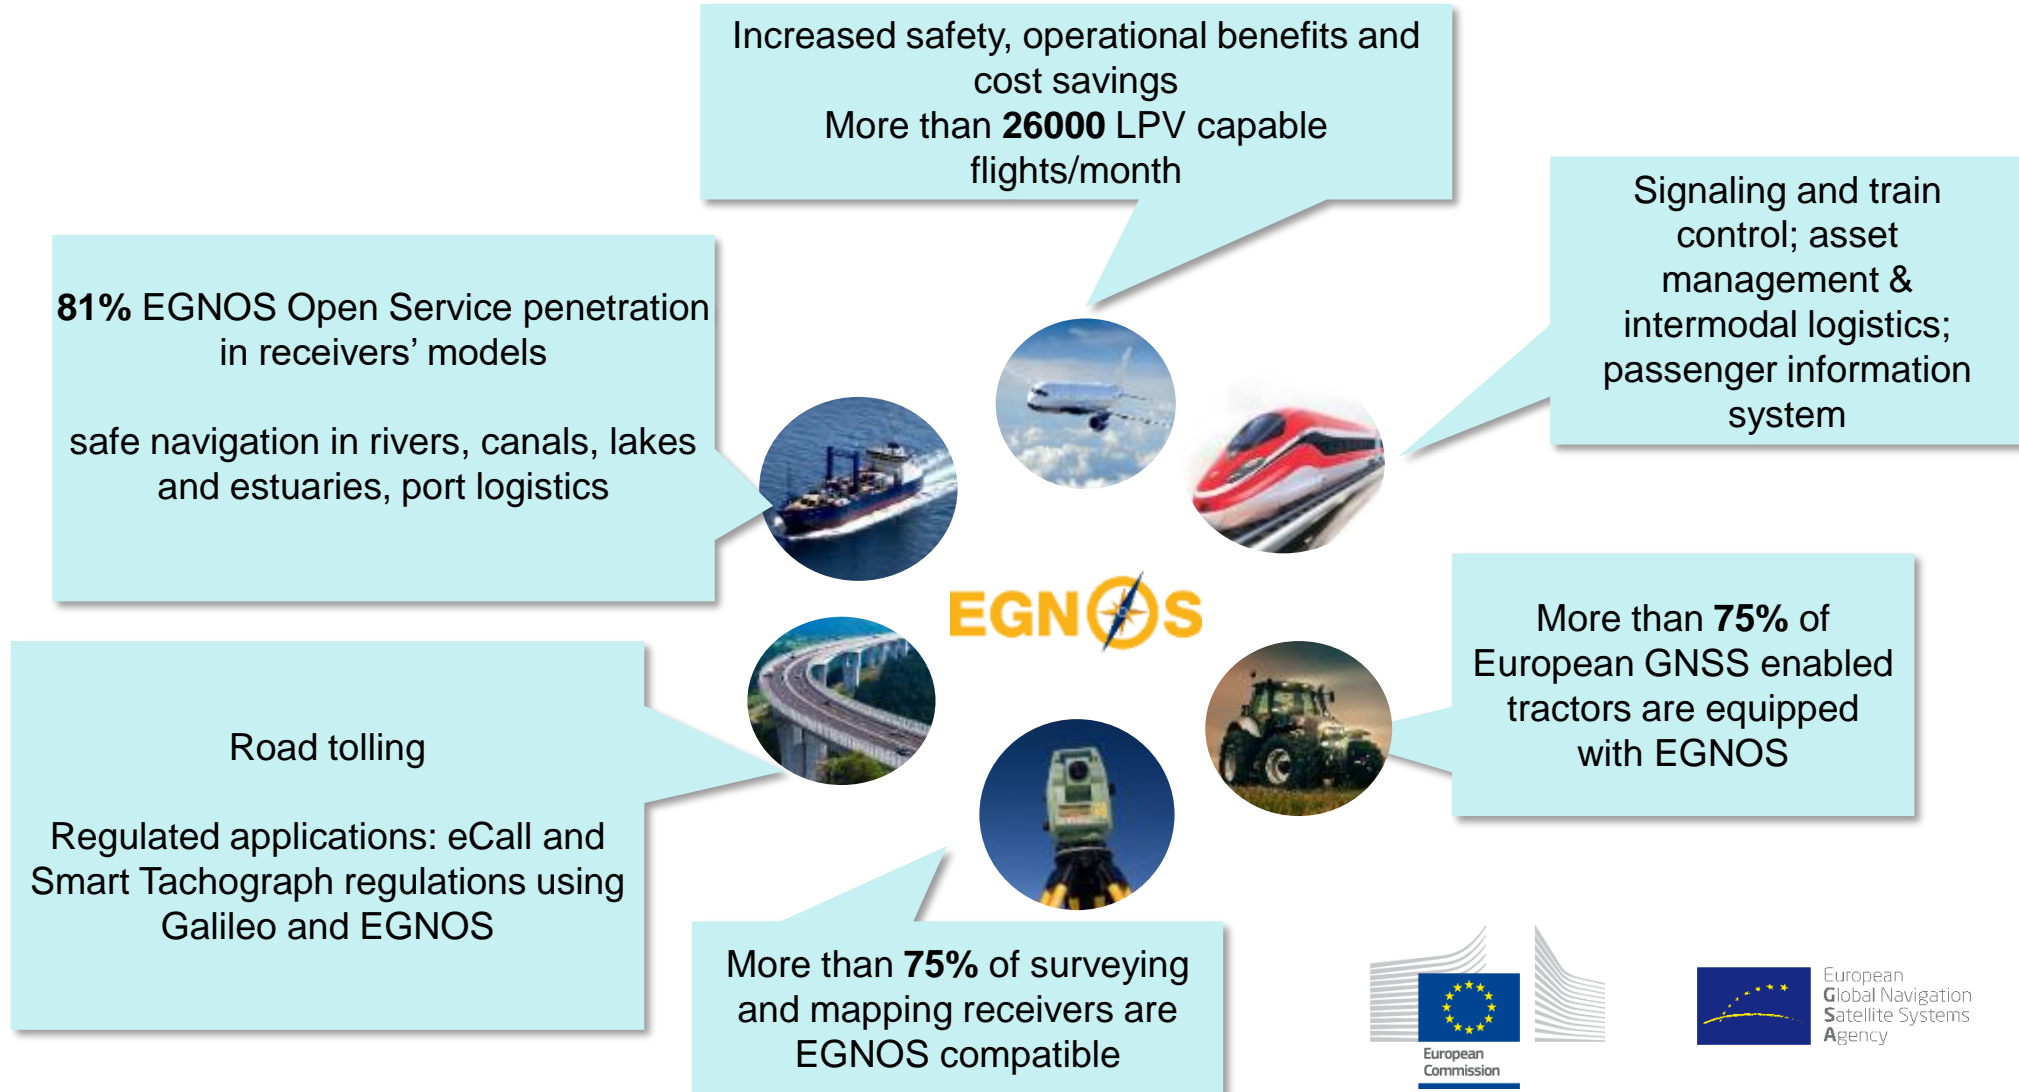 Increased safety, operational benefits and
cost savings
More than 26000 LPV capable
flights/month
Signaling and train
control; asset
management &
intermodal logistics;
passenger information
system
81% EGNOS Open Service penetration
in receivers’ models
safe navigation in rivers, canals, lakes
and estuaries, port logistics
EGNOS
More than 75% of
European GNSS enabled
tractors are equipped
with EGNOS
Road tolling
Regulated applications: eCall and
Smart Tachograph regulations using
Galileo and EGNOS
More than 75% of surveying
and mapping receivers are
EGNOS compatible
European
Commission
European
Global Navigation
Satellite Systems
Agency